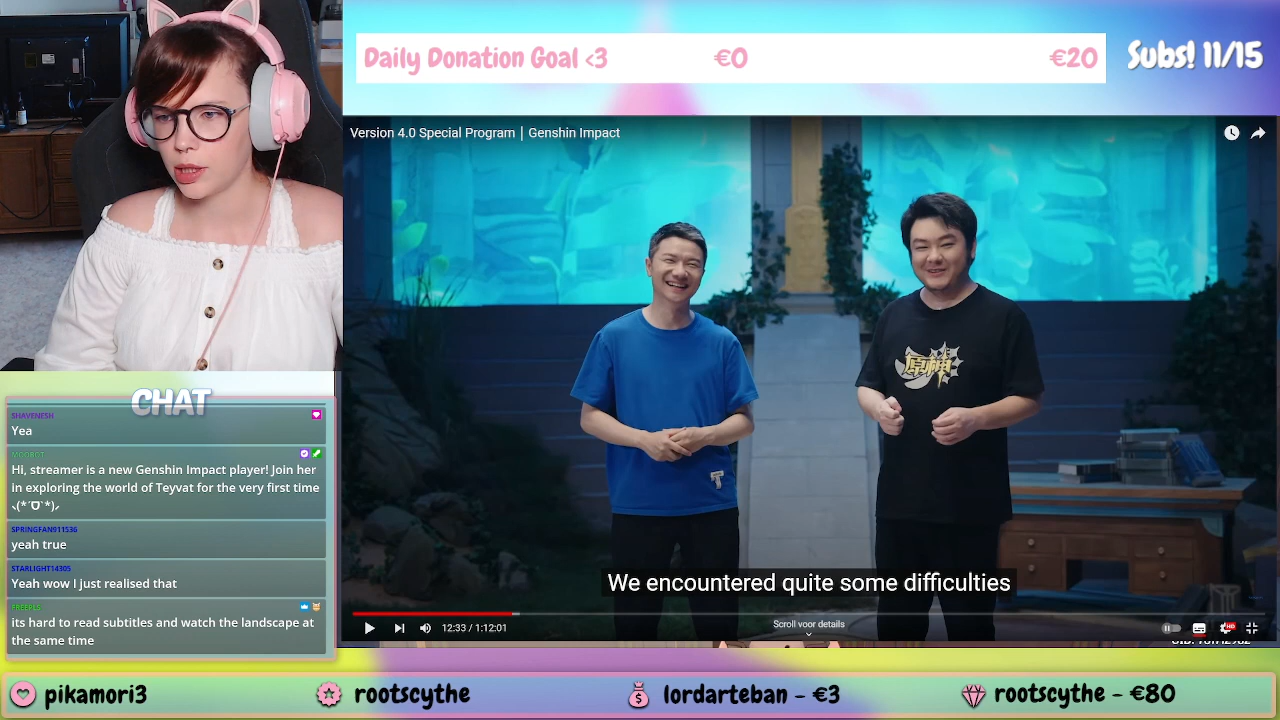 Daily Donation Goal <3 €0 €20
Subs! 11/15
Version 4.0 Special Program | Genshin Impact
原神
We encountered quite some difficulties
12:33 / 1:12:01
Scroll voor details
HD
CHAT
SHAVENESH
Yea
MOOBOT
Hi, streamer is a new Genshin Impact player! Join her
in exploring the world of Teyvat for the very first time
SPRINGFAN911536
yeah true
STARLIGHT14305
Yeah wow I just realised that
FREEPLS
its hard to read subtitles and watch the landscape at
the same time
pikamori3
rootscythe
lordarteban - €3
rootscythe - €80